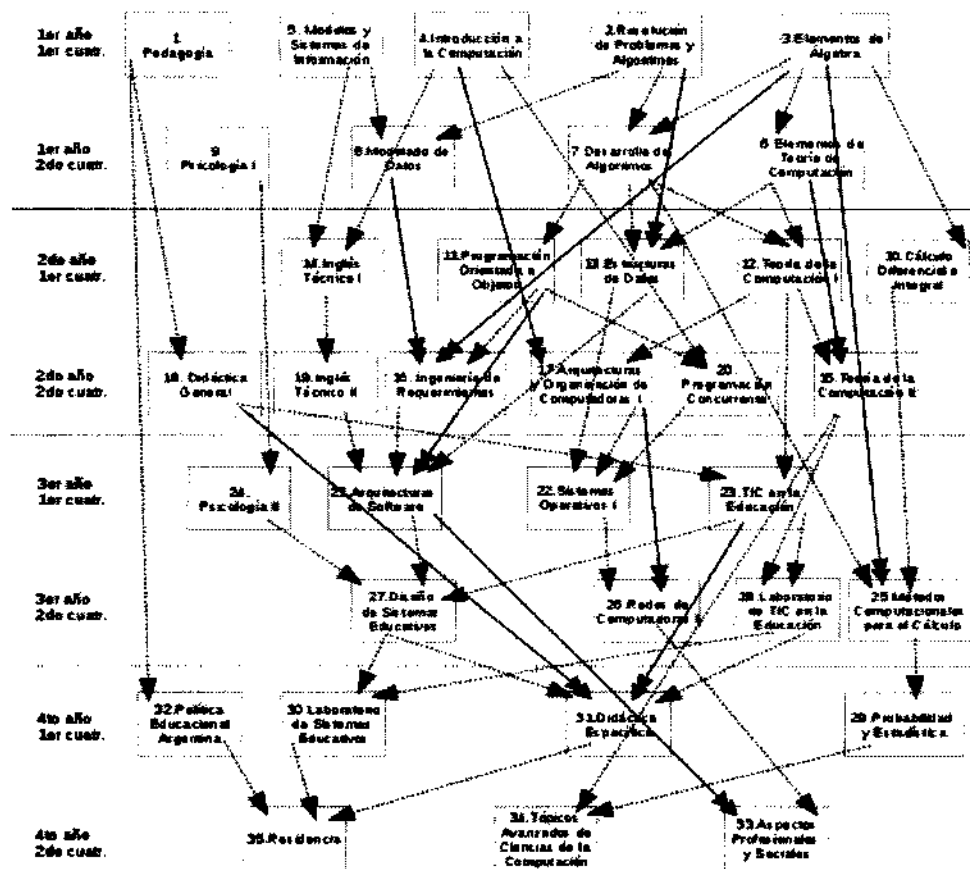 1er año
1er cuatr.
1.
Pedagogía
5. Modelos y
Sistemas de
Información
4.Introducción a
la Computación
2.Resolución
de Problemas y
Algoritmos
3.Elementos de
Álgebra
1er año
2do cuatr.
9
Psicología I
8.Modelado de
Datos
7 Desarrollo de
Algoritmos
6 Elementos de
Teoría de
Computación
2do año
1er cuatr.
14.Inglés
Técnico I
11.Programación
Orientada a
Objetos
13 Estructuras
de Datos
12. Teoría de la
Computación I
10. Cálculo
Diferencial e
Integral
2do año
2do cuatr.
18. Didáctica
General
19. Inglés
Técnico II
16. Ingeniería de
Requerimientos
17.Arquitecturas
y Organización de
Computadoras I
20.
Programación
Concurrente
15. Teoría de la
Computación II
3er año
1er cuatr.
24.
Psicología II
Arquitecturas
de Software
22.Sistemas
Operativos I
23.TIC en la
Educación
3er año
2do cuatr.
27.Diseño
de Sistemas
Educativos
26.Redes de
Computadoras I
28.Laboratorio
de TIC en la
Educación
25.Métodos
Computacionales
para el Cálculo
4to año
1er cuatr.
32.Política
Educacional
Argentina
30.Laboratorio
de Sistemas
Educativos
31.Didáctica
Específica
29.Probabilidad
y Estadística
4to año
2do cuatr.
35.Residencia
34.Tópicos
Avanzados de
Ciencias de la
Computación
33.Aspectos
Profesionales
y Sociales